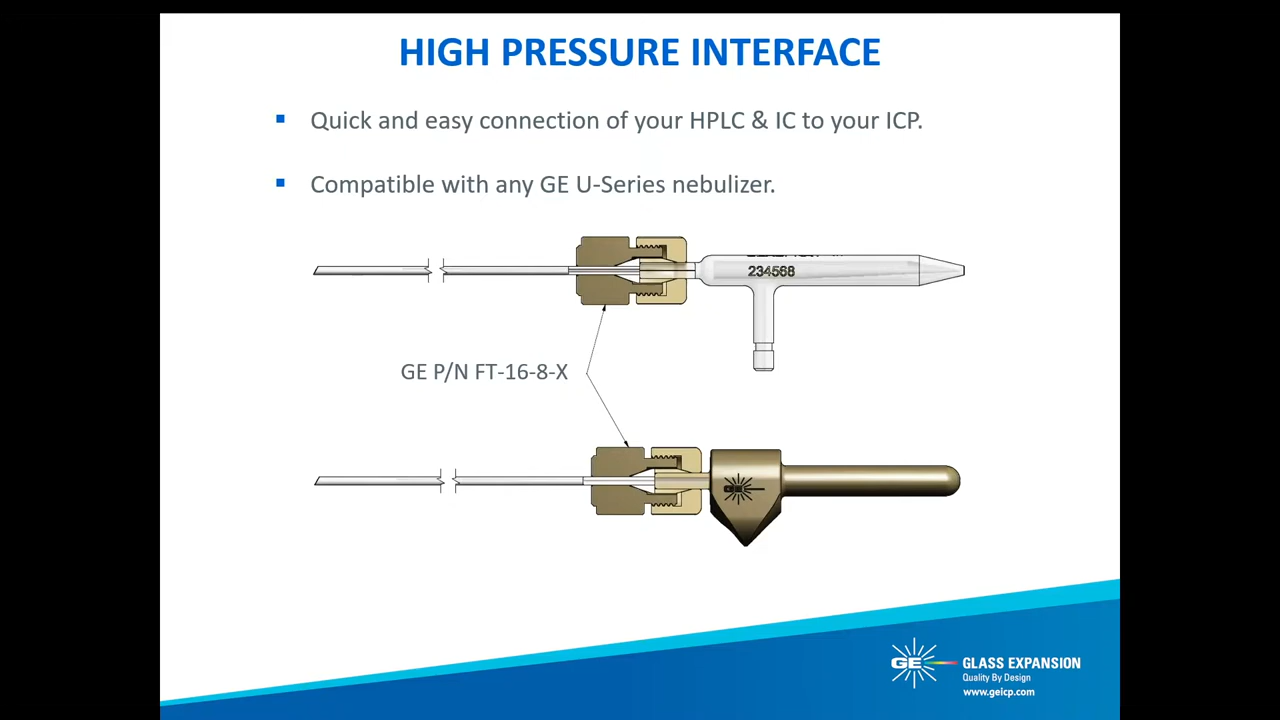 HIGH PRESSURE INTERFACE
Quick and easy connection of your HPLC & IC to your ICP.
Compatible with any GE U-Series nebulizer.
234568
GE P/N FT-16-8-X
GE
GLASS EXPANSION
Quality By Design
www.geicp.com